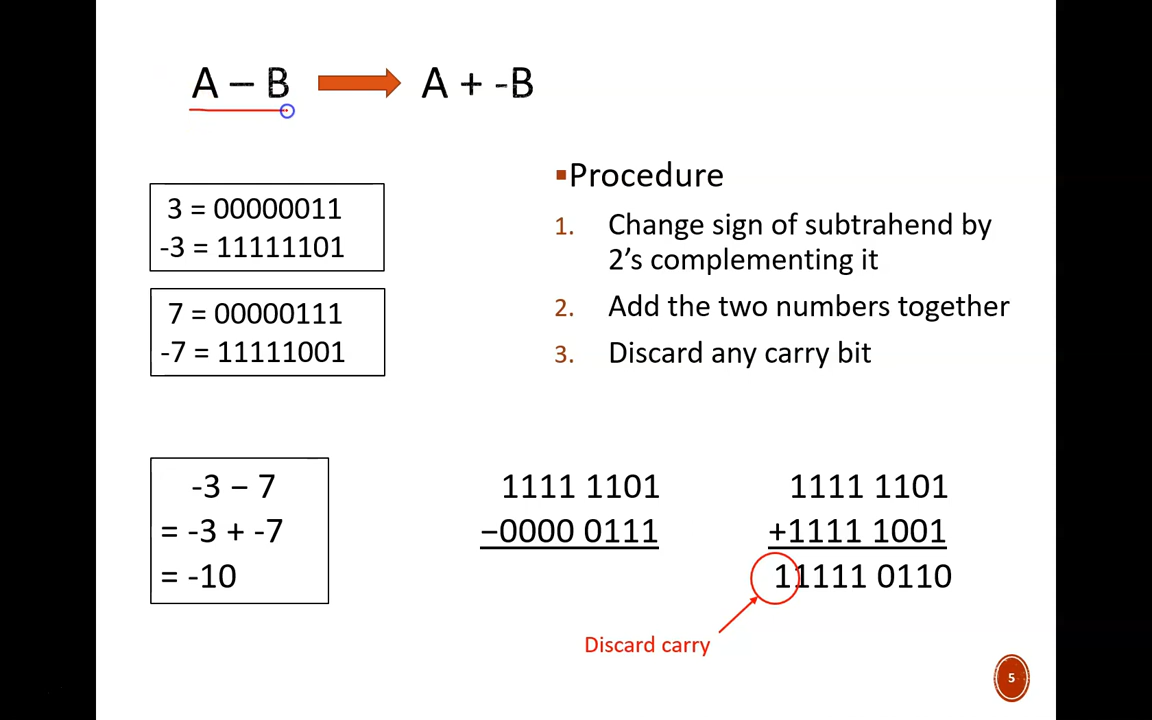 A – B
A + -B
3 = 00000011
-3 = 11111101
7 = 00000111
-7 = 11111001
▪Procedure
1. Change sign of subtrahend by
2’s complementing it
2. Add the two numbers together
3. Discard any carry bit
-3 – 7
= -3 + -7
= -10
1111 1101
–0000 0111
1111 1101
+1111 1001
11111 0110
Discard carry
5